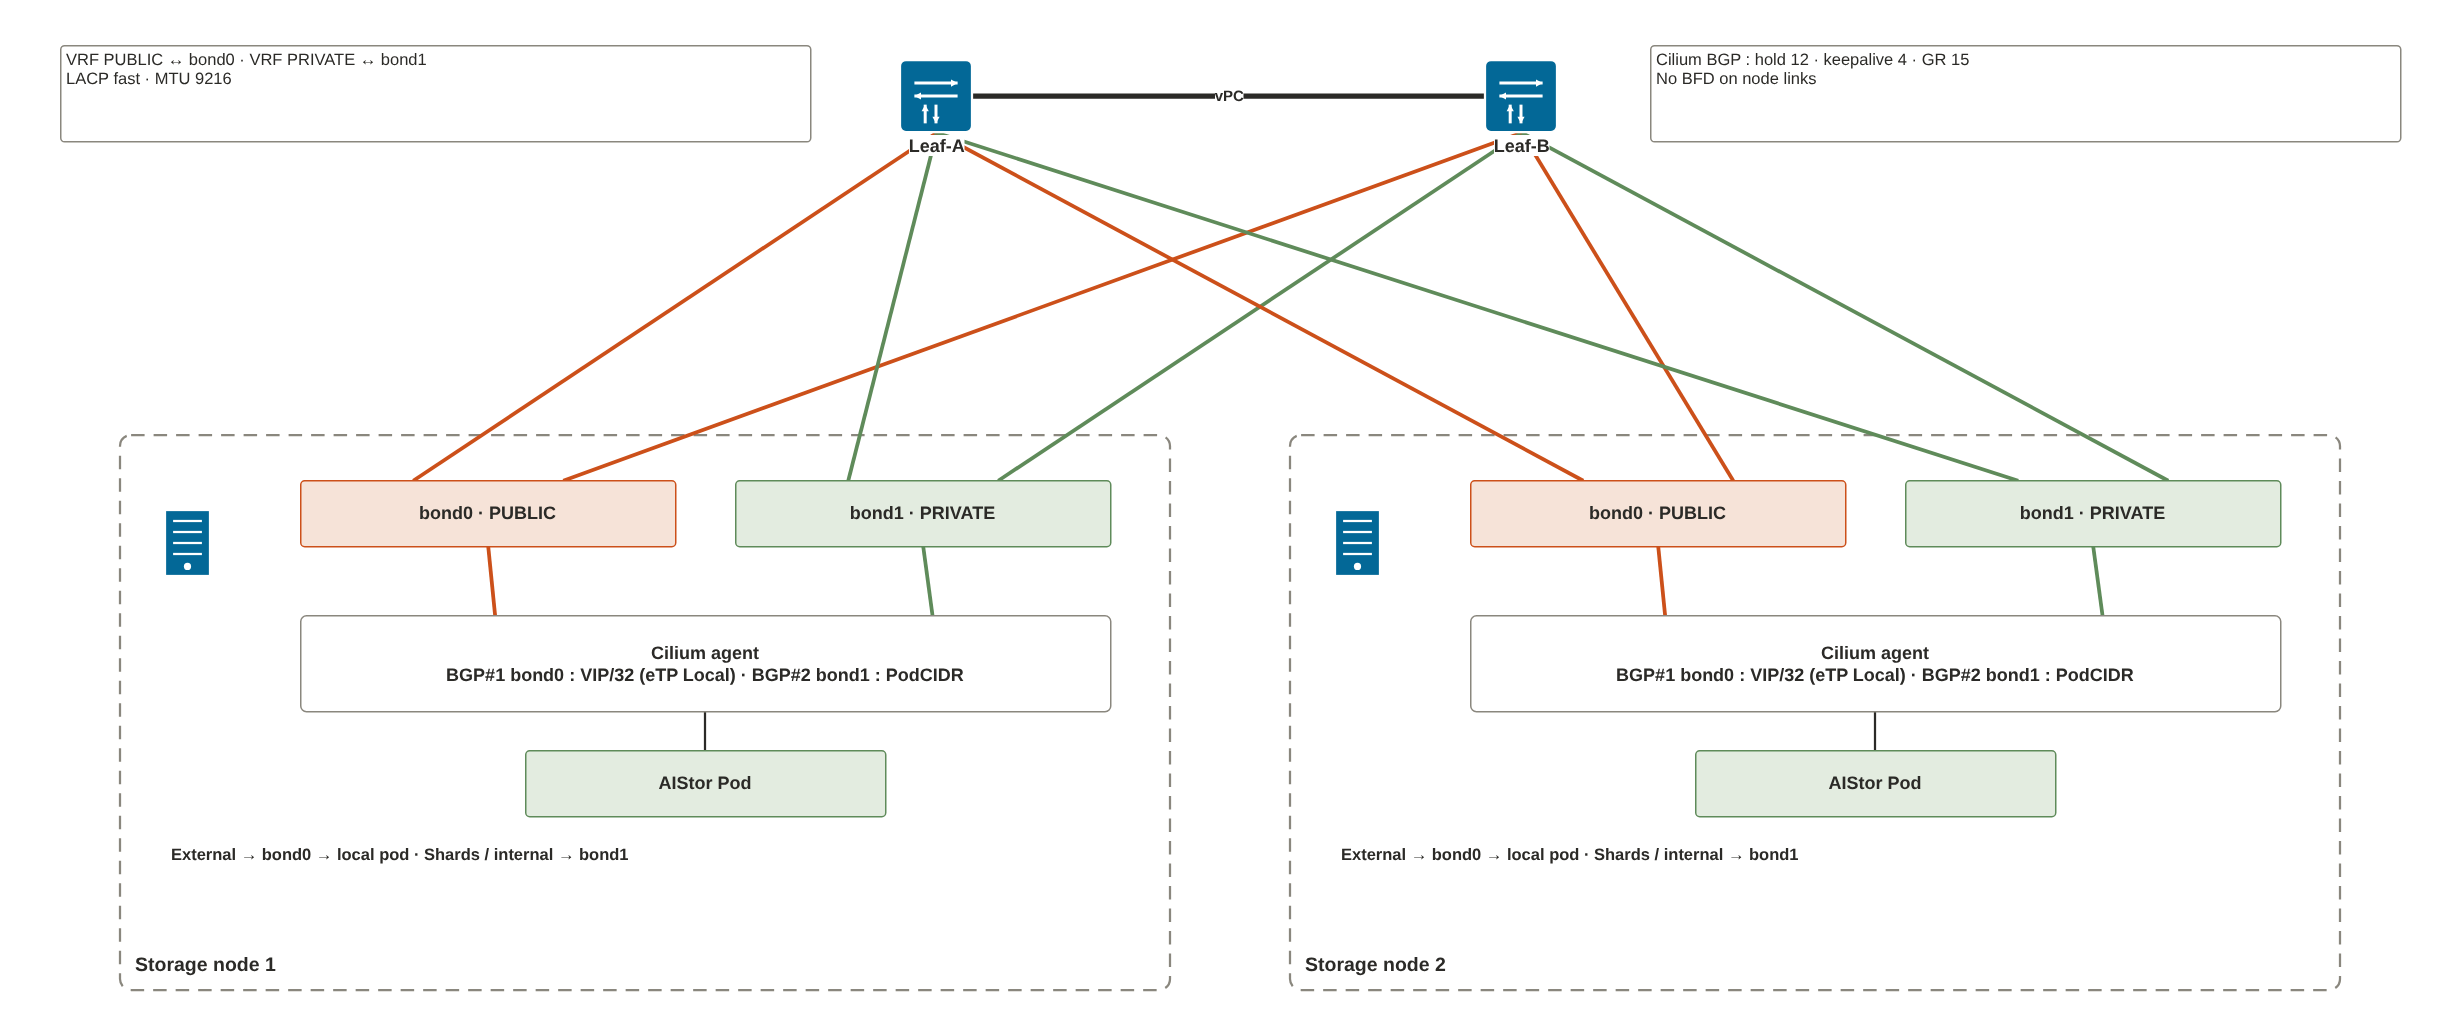 VRF PUBLIC ↔ bond0 · VRF PRIVATE ↔ bond1
LACP fast · MTU 9216
vPC
Cilium BGP : hold 12 · keepalive 4 · GR 15
No BFD on node links
Leaf-A
Leaf-B
bond0 · PUBLIC
bond1 · PRIVATE
Cilium agent
BGP#1 bond0 : VIP/32 (eTP Local) · BGP#2 bond1 : PodCIDR
AIStor Pod
External → bond0 → local pod · Shards / internal → bond1
Storage node 1
bond0 · PUBLIC
bond1 · PRIVATE
Cilium agent
BGP#1 bond0 : VIP/32 (eTP Local) · BGP#2 bond1 : PodCIDR
AIStor Pod
External → bond0 → local pod · Shards / internal → bond1
Storage node 2